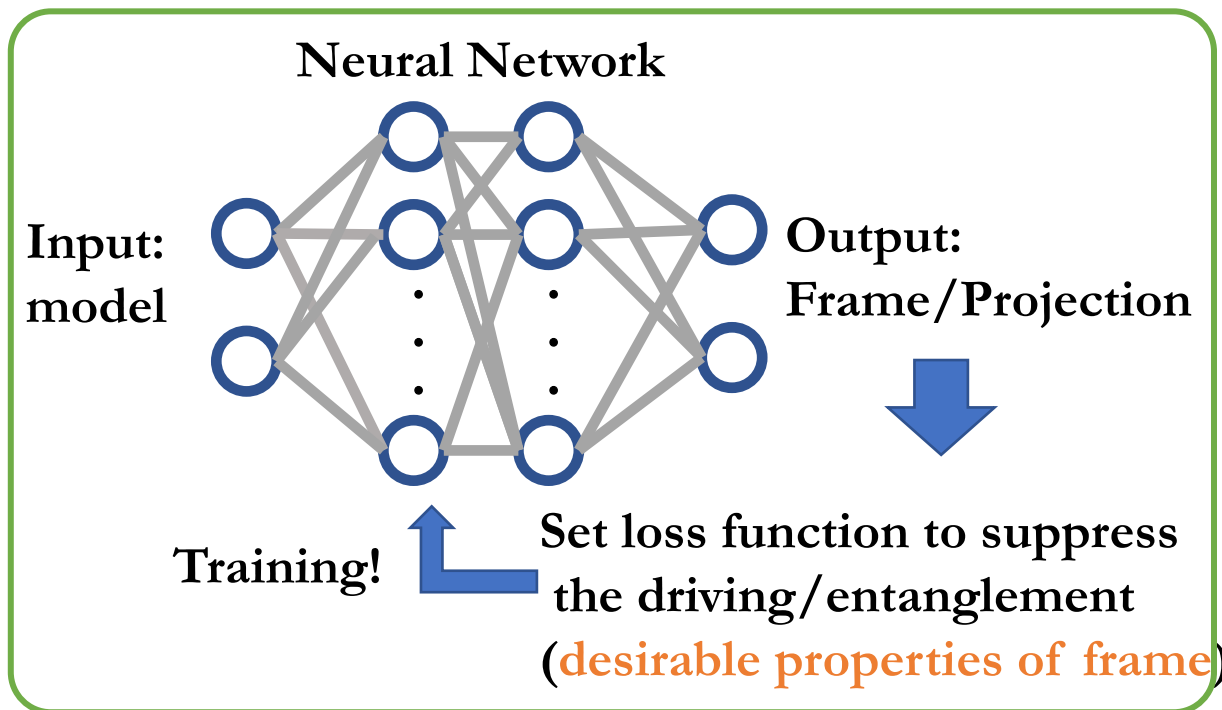 Neural Network
Input:
model
Output:
Frame/Projection
Training!
Set loss function to suppress
the driving/entanglement
(desirable properties of frame)